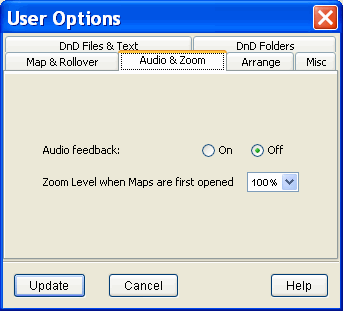 User Options
DnD Files & Text DnD Folders
Map & Rollover Audio & Zoom Arrange Misc
Audio feedback: On Off
Zoom Level when Maps are first opened 100%
Update Cancel Help